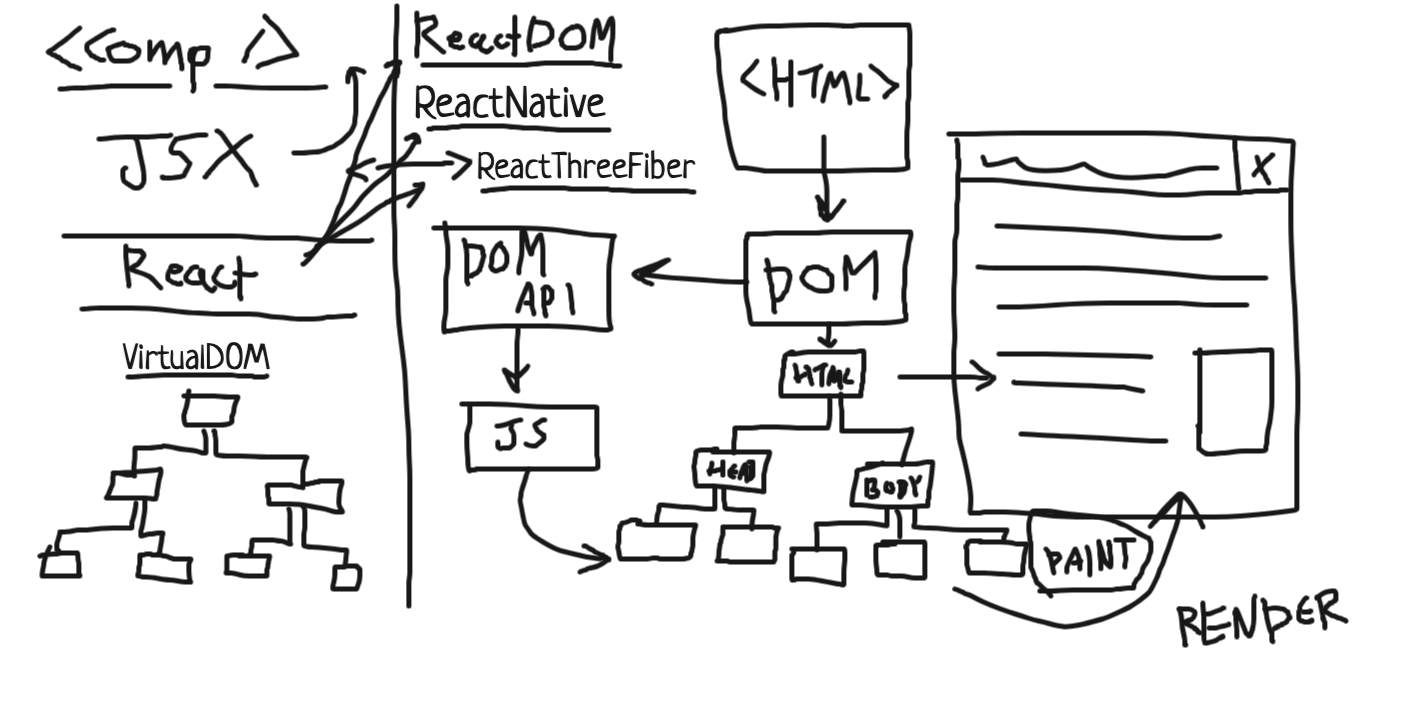 <Comp />
JSX
React
VirtualDOM
ReactDOM
ReactNative
ReactThreeFiber
DOM
API
JS
<HTML>
DOM
HTML
HEAD
BODY
X
PAINT
RENDER